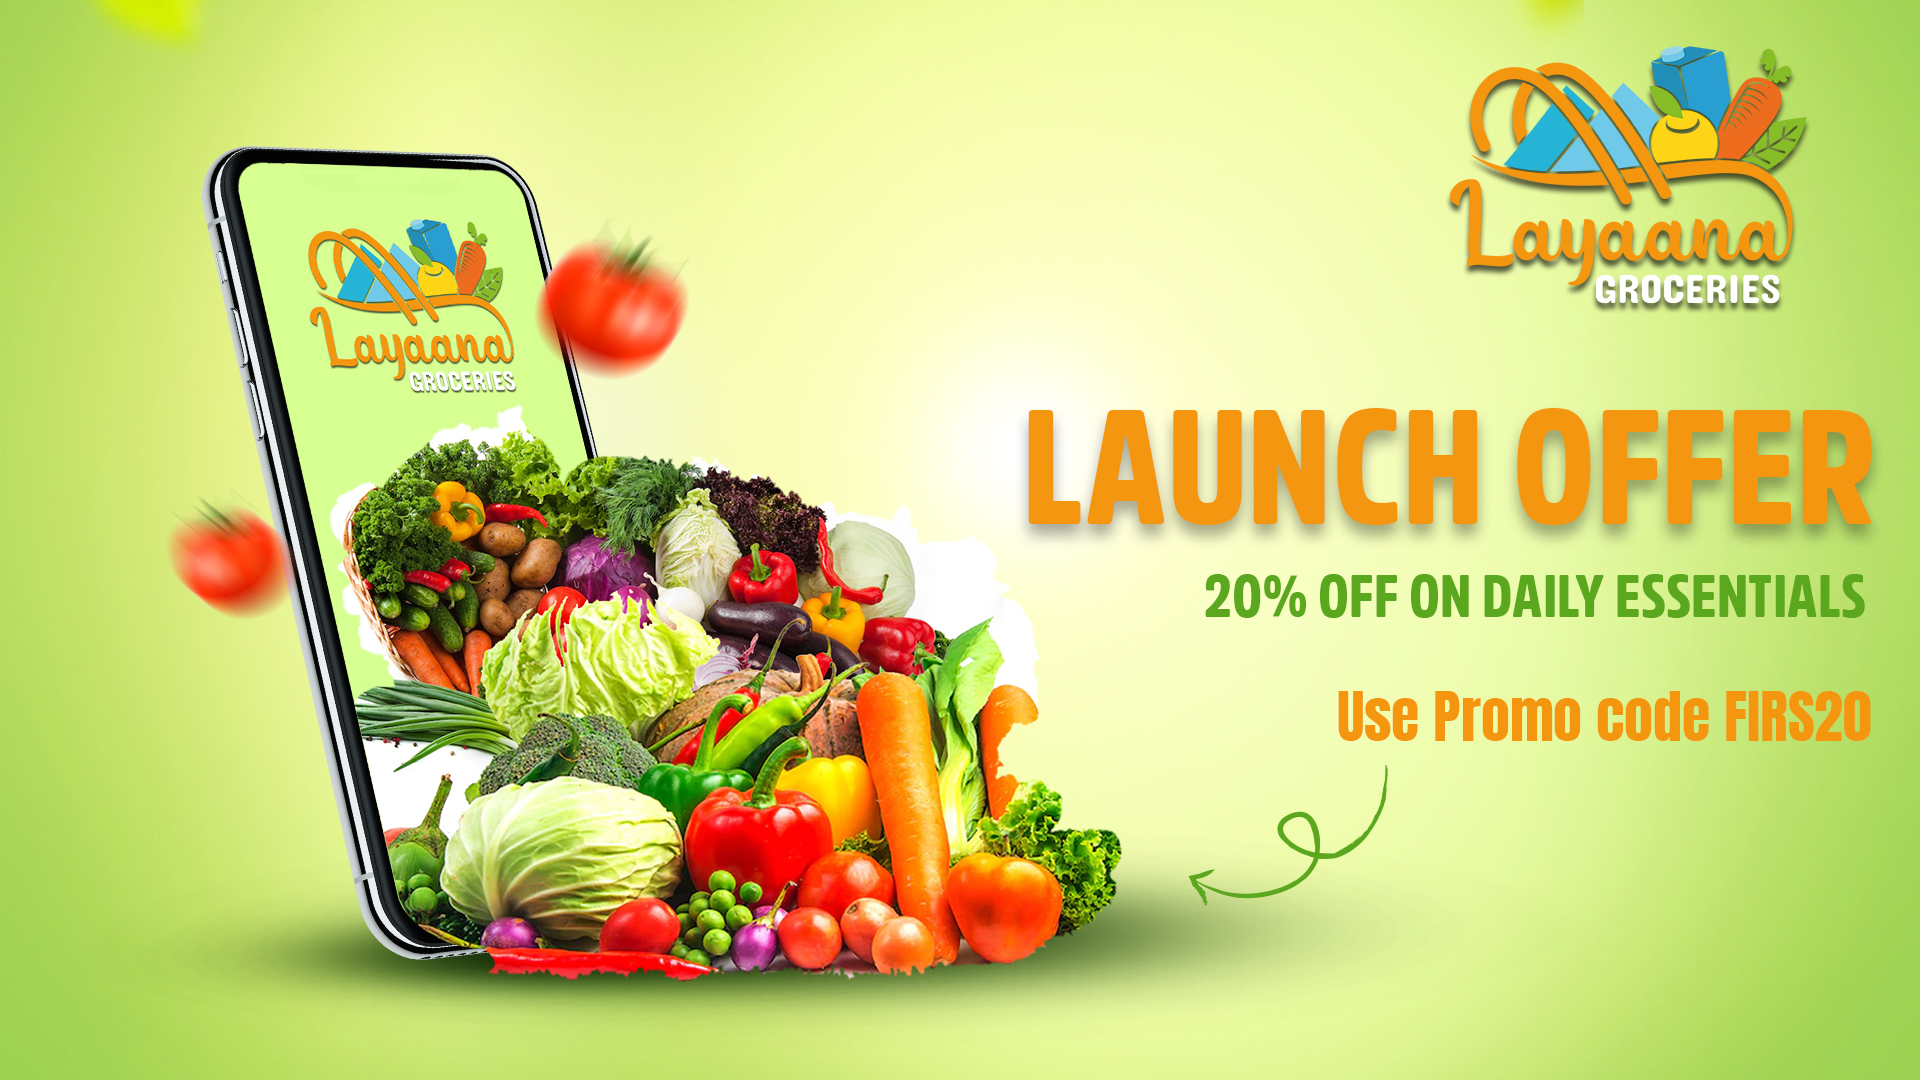 Layaana
GROCERIES
Layaana
GROCERIES
LAUNCH OFFER
20% OFF ON DAILY ESSENTIALS
Use Promo code FIRS20